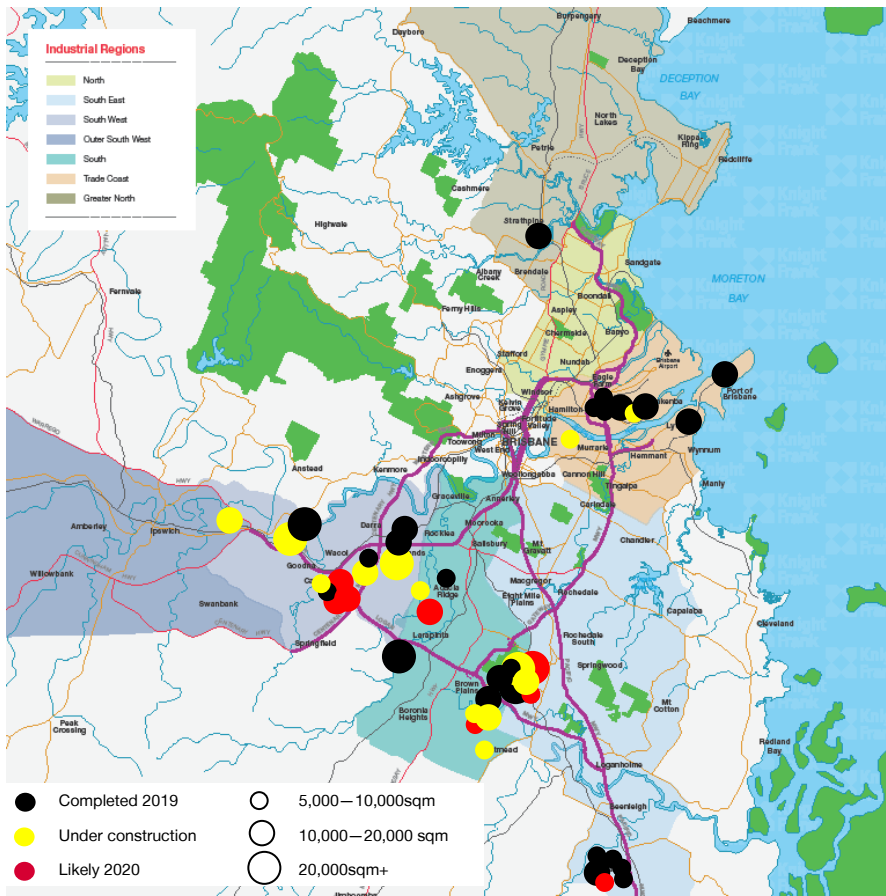 Burpengary
Beachmere
Dayboro
Industrial Regions
North
South East
South West
Outer South West
South
Trade Coast
Greater North
Deception
Bay
DECEPTION
BAY
North
Lakes
Kippa
Ring
Redcliffe
Petrie
Cashmere
Highvale
Strathpine
Sandgate
Albany
Creek
Brendale
MORETON
BAY
Fernvale
Boondall
Ferny Hills
Aspley
Chermside
Banyo
Stafford
Nundah
Brisbane
Airport
Enoggera
Eagle
Farm
Windsor
Port of
Brisbane
Ashgrove
Kelvin
Grove
Hamilton
Fortitude
Valley
Spring
Hill
Milton
Toowong
West End
BRISBANE
Murarrie
Wynnum
Indooroopilly
Hemmant
Anstead
Kenmore
Woolloongabba
Cannon Hill
Tingalpa
Manly
Graceville
Annerley
Carindale
Amberley
Ipswich
Darra
Rocklea
Moorooka
Salisbury
Mt
Gravatt
Chandler
Wacol
Goodna
Willowbank
Acacia
Ridge
Macgregor
Eight Mile
Plains
Rochedale
Capalaba
Swanbank
Cleveland
Larapinta
Rochedale
South
Springfield
Springwood
Brown
Plains
Boronia
Heights
Mt
Cotton
Peak
Crossing
Redland
Bay
Loganholme
Beenleigh
Completed 2019
5,000—10,000sqm
Under construction
10,000—20,000 sqm
Likely 2020
20,000sqm+